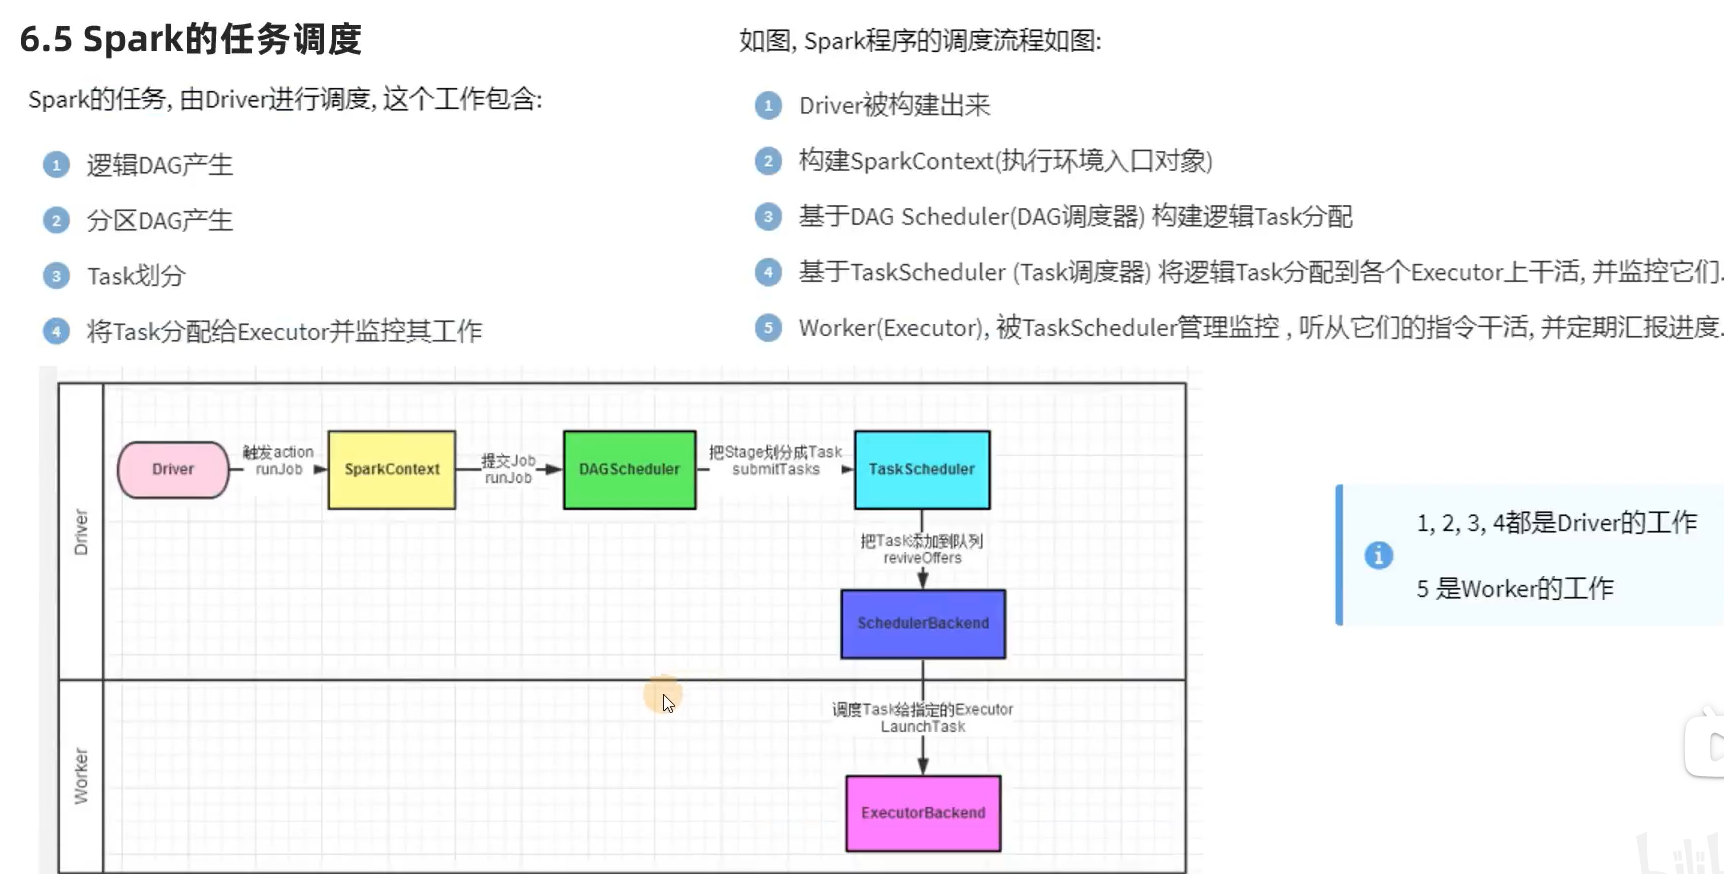 6.5 Spark的任务调度
Spark的任务, 由Driver进行调度, 这个工作包含:
1 逻辑DAG产生
2 分区DAG产生
3 Task划分
4 将Task分配给Executor并监控其工作
如图, Spark程序的调度流程如图:
1 Driver被构建出来
2 构建SparkContext(执行环境入口对象)
3 基于DAG Scheduler(DAG调度器) 构建逻辑Task分配
4 基于TaskScheduler (Task调度器) 将逻辑Task分配到各个Executor上干活, 并监控它们.
5 Worker(Executor), 被TaskScheduler管理监控 , 听从它们的指令干活, 并定期汇报进度.
Driver
Driver
触发action
runJob
SparkContext
提交Job
runJob
DAGScheduler
把Stage划分成Task
submitTasks
TaskScheduler
把Task添加到队列
reviveOffers
SchedulerBackend
Worker
调度Task给指定的Executor
LaunchTask
ExecutorBackend
1, 2, 3, 4都是Driver的工作
5 是Worker的工作